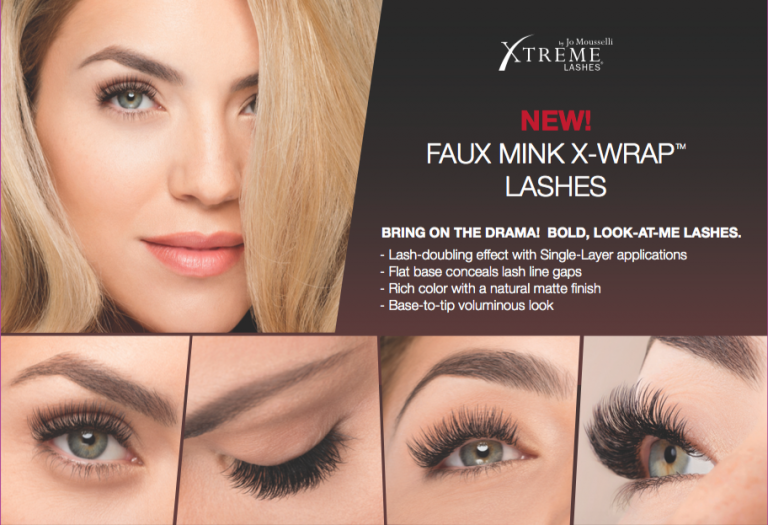 by Jo Mousselli
XTREME
LASHES®
NEW!
FAUX MINK X-WRAP™
LASHES
BRING ON THE DRAMA! BOLD, LOOK-AT-ME LASHES.
- Lash-doubling effect with Single-Layer applications
- Flat base conceals lash line gaps
- Rich color with a natural matte finish
- Base-to-tip voluminous look